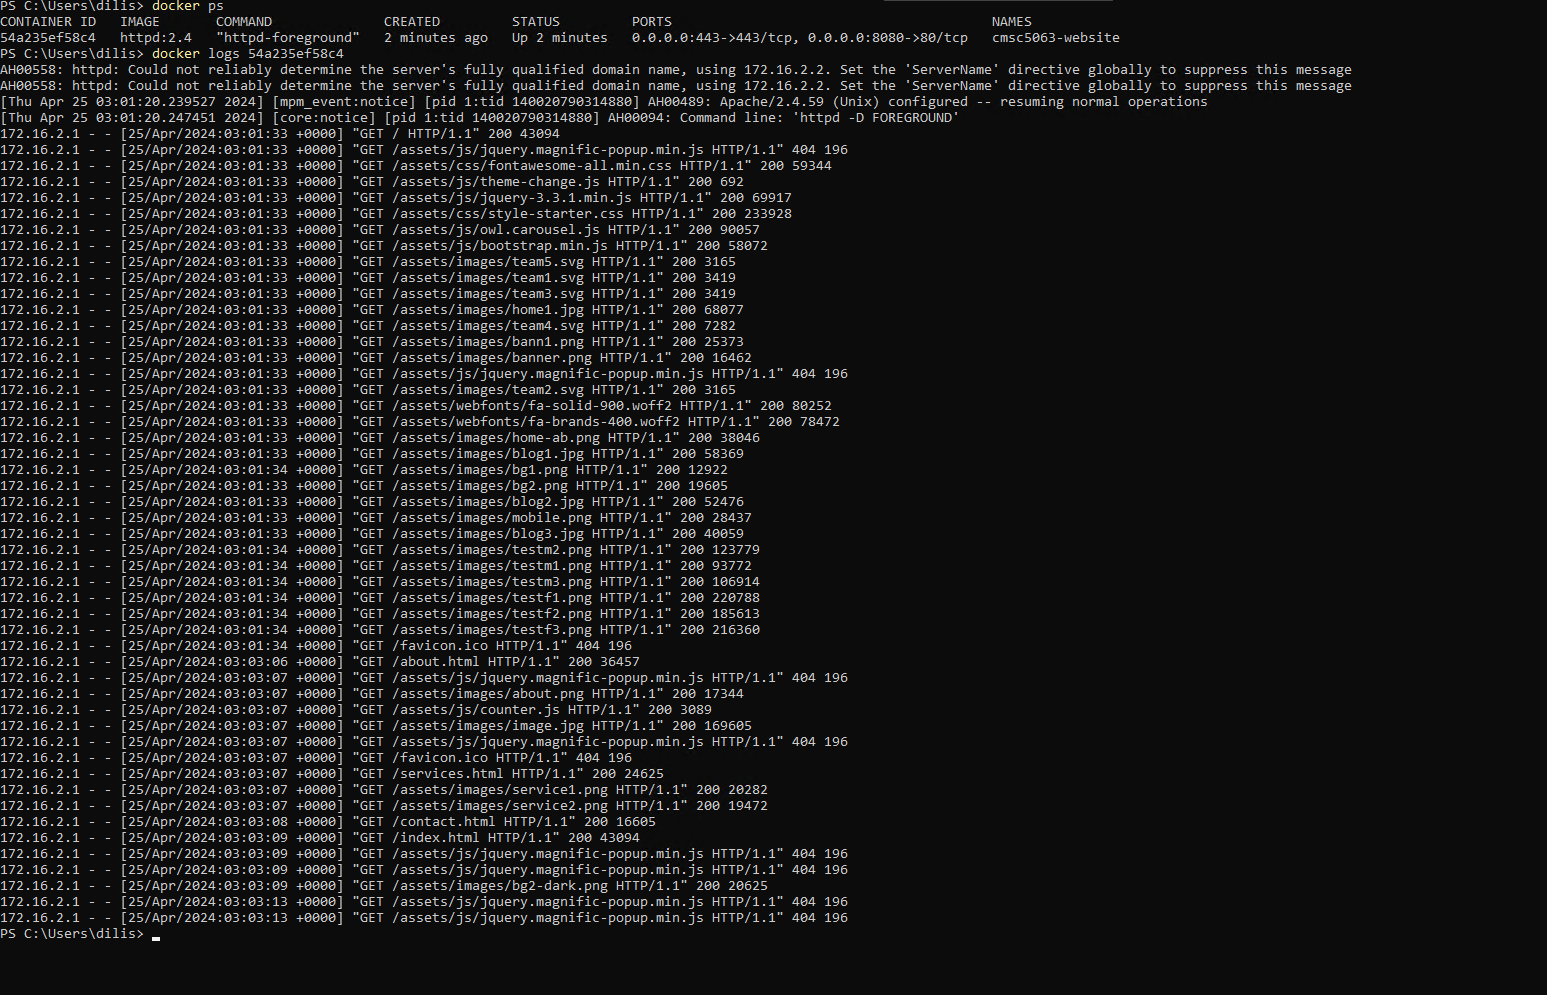 PS C:\Users\dilis> docker ps
CONTAINER ID   IMAGE       COMMAND              CREATED         STATUS         PORTS                                        NAMES
54a235ef58c4   httpd:2.4   "httpd-foreground"   2 minutes ago   Up 2 minutes   0.0.0.0:443->443/tcp, 0.0.0.0:8080->80/tcp   cmsc5063-website
PS C:\Users\dilis> docker logs 54a235ef58c4
AH00558: httpd: Could not reliably determine the server's fully qualified domain name, using 172.16.2.2. Set the 'ServerName' directive globally to suppress this message
AH00558: httpd: Could not reliably determine the server's fully qualified domain name, using 172.16.2.2. Set the 'ServerName' directive globally to suppress this message
[Thu Apr 25 03:01:20.239527 2024] [mpm_event:notice] [pid 1:tid 140020790314880] AH00489: Apache/2.4.59 (Unix) configured -- resuming normal operations
[Thu Apr 25 03:01:20.247451 2024] [core:notice] [pid 1:tid 140020790314880] AH00094: Command line: 'httpd -D FOREGROUND'
172.16.2.1 - - [25/Apr/2024:03:01:33 +0000] "GET / HTTP/1.1" 200 43094
172.16.2.1 - - [25/Apr/2024:03:01:33 +0000] "GET /assets/js/jquery.magnific-popup.min.js HTTP/1.1" 404 196
172.16.2.1 - - [25/Apr/2024:03:01:33 +0000] "GET /assets/css/fontawesome-all.min.css HTTP/1.1" 200 59344
172.16.2.1 - - [25/Apr/2024:03:01:33 +0000] "GET /assets/js/theme-change.js HTTP/1.1" 200 692
172.16.2.1 - - [25/Apr/2024:03:01:33 +0000] "GET /assets/js/jquery-3.3.1.min.js HTTP/1.1" 200 69917
172.16.2.1 - - [25/Apr/2024:03:01:33 +0000] "GET /assets/css/style-starter.css HTTP/1.1" 200 233928
172.16.2.1 - - [25/Apr/2024:03:01:33 +0000] "GET /assets/js/owl.carousel.js HTTP/1.1" 200 90057
172.16.2.1 - - [25/Apr/2024:03:01:33 +0000] "GET /assets/js/bootstrap.min.js HTTP/1.1" 200 58072
172.16.2.1 - - [25/Apr/2024:03:01:33 +0000] "GET /assets/images/team5.svg HTTP/1.1" 200 3165
172.16.2.1 - - [25/Apr/2024:03:01:33 +0000] "GET /assets/images/team1.svg HTTP/1.1" 200 3419
172.16.2.1 - - [25/Apr/2024:03:01:33 +0000] "GET /assets/images/team3.svg HTTP/1.1" 200 3419
172.16.2.1 - - [25/Apr/2024:03:01:33 +0000] "GET /assets/images/home1.jpg HTTP/1.1" 200 68077
172.16.2.1 - - [25/Apr/2024:03:01:33 +0000] "GET /assets/images/team4.svg HTTP/1.1" 200 7282
172.16.2.1 - - [25/Apr/2024:03:01:33 +0000] "GET /assets/images/bann1.png HTTP/1.1" 200 25373
172.16.2.1 - - [25/Apr/2024:03:01:33 +0000] "GET /assets/images/banner.png HTTP/1.1" 200 16462
172.16.2.1 - - [25/Apr/2024:03:01:33 +0000] "GET /assets/js/jquery.magnific-popup.min.js HTTP/1.1" 404 196
172.16.2.1 - - [25/Apr/2024:03:01:33 +0000] "GET /assets/images/team2.svg HTTP/1.1" 200 3165
172.16.2.1 - - [25/Apr/2024:03:01:33 +0000] "GET /assets/webfonts/fa-solid-900.woff2 HTTP/1.1" 200 80252
172.16.2.1 - - [25/Apr/2024:03:01:33 +0000] "GET /assets/webfonts/fa-brands-400.woff2 HTTP/1.1" 200 78472
172.16.2.1 - - [25/Apr/2024:03:01:33 +0000] "GET /assets/images/home-ab.png HTTP/1.1" 200 38046
172.16.2.1 - - [25/Apr/2024:03:01:33 +0000] "GET /assets/images/blog1.jpg HTTP/1.1" 200 58369
172.16.2.1 - - [25/Apr/2024:03:01:34 +0000] "GET /assets/images/bg1.png HTTP/1.1" 200 12922
172.16.2.1 - - [25/Apr/2024:03:01:33 +0000] "GET /assets/images/bg2.png HTTP/1.1" 200 19605
172.16.2.1 - - [25/Apr/2024:03:01:33 +0000] "GET /assets/images/blog2.jpg HTTP/1.1" 200 52476
172.16.2.1 - - [25/Apr/2024:03:01:33 +0000] "GET /assets/images/mobile.png HTTP/1.1" 200 28437
172.16.2.1 - - [25/Apr/2024:03:01:33 +0000] "GET /assets/images/blog3.jpg HTTP/1.1" 200 40059
172.16.2.1 - - [25/Apr/2024:03:01:34 +0000] "GET /assets/images/testm2.png HTTP/1.1" 200 123779
172.16.2.1 - - [25/Apr/2024:03:01:34 +0000] "GET /assets/images/testm1.png HTTP/1.1" 200 93772
172.16.2.1 - - [25/Apr/2024:03:01:34 +0000] "GET /assets/images/testm3.png HTTP/1.1" 200 106914
172.16.2.1 - - [25/Apr/2024:03:01:34 +0000] "GET /assets/images/testf1.png HTTP/1.1" 200 220788
172.16.2.1 - - [25/Apr/2024:03:01:34 +0000] "GET /assets/images/testf2.png HTTP/1.1" 200 185613
172.16.2.1 - - [25/Apr/2024:03:01:34 +0000] "GET /assets/images/testf3.png HTTP/1.1" 200 216360
172.16.2.1 - - [25/Apr/2024:03:01:34 +0000] "GET /favicon.ico HTTP/1.1" 404 196
172.16.2.1 - - [25/Apr/2024:03:03:06 +0000] "GET /about.html HTTP/1.1" 200 36457
172.16.2.1 - - [25/Apr/2024:03:03:07 +0000] "GET /assets/js/jquery.magnific-popup.min.js HTTP/1.1" 404 196
172.16.2.1 - - [25/Apr/2024:03:03:07 +0000] "GET /assets/images/about.png HTTP/1.1" 200 17344
172.16.2.1 - - [25/Apr/2024:03:03:07 +0000] "GET /assets/js/counter.js HTTP/1.1" 200 3089
172.16.2.1 - - [25/Apr/2024:03:03:07 +0000] "GET /assets/images/image.jpg HTTP/1.1" 200 169605
172.16.2.1 - - [25/Apr/2024:03:03:07 +0000] "GET /assets/js/jquery.magnific-popup.min.js HTTP/1.1" 404 196
172.16.2.1 - - [25/Apr/2024:03:03:07 +0000] "GET /favicon.ico HTTP/1.1" 404 196
172.16.2.1 - - [25/Apr/2024:03:03:07 +0000] "GET /services.html HTTP/1.1" 200 24625
172.16.2.1 - - [25/Apr/2024:03:03:07 +0000] "GET /assets/images/service1.png HTTP/1.1" 200 20282
172.16.2.1 - - [25/Apr/2024:03:03:07 +0000] "GET /assets/images/service2.png HTTP/1.1" 200 19472
172.16.2.1 - - [25/Apr/2024:03:03:08 +0000] "GET /contact.html HTTP/1.1" 200 16605
172.16.2.1 - - [25/Apr/2024:03:03:09 +0000] "GET /index.html HTTP/1.1" 200 43094
172.16.2.1 - - [25/Apr/2024:03:03:09 +0000] "GET /assets/js/jquery.magnific-popup.min.js HTTP/1.1" 404 196
172.16.2.1 - - [25/Apr/2024:03:03:09 +0000] "GET /assets/js/jquery.magnific-popup.min.js HTTP/1.1" 404 196
172.16.2.1 - - [25/Apr/2024:03:03:09 +0000] "GET /assets/images/bg2-dark.png HTTP/1.1" 200 20625
172.16.2.1 - - [25/Apr/2024:03:03:13 +0000] "GET /assets/js/jquery.magnific-popup.min.js HTTP/1.1" 404 196
172.16.2.1 - - [25/Apr/2024:03:03:13 +0000] "GET /assets/js/jquery.magnific-popup.min.js HTTP/1.1" 404 196
PS C:\Users\dilis>